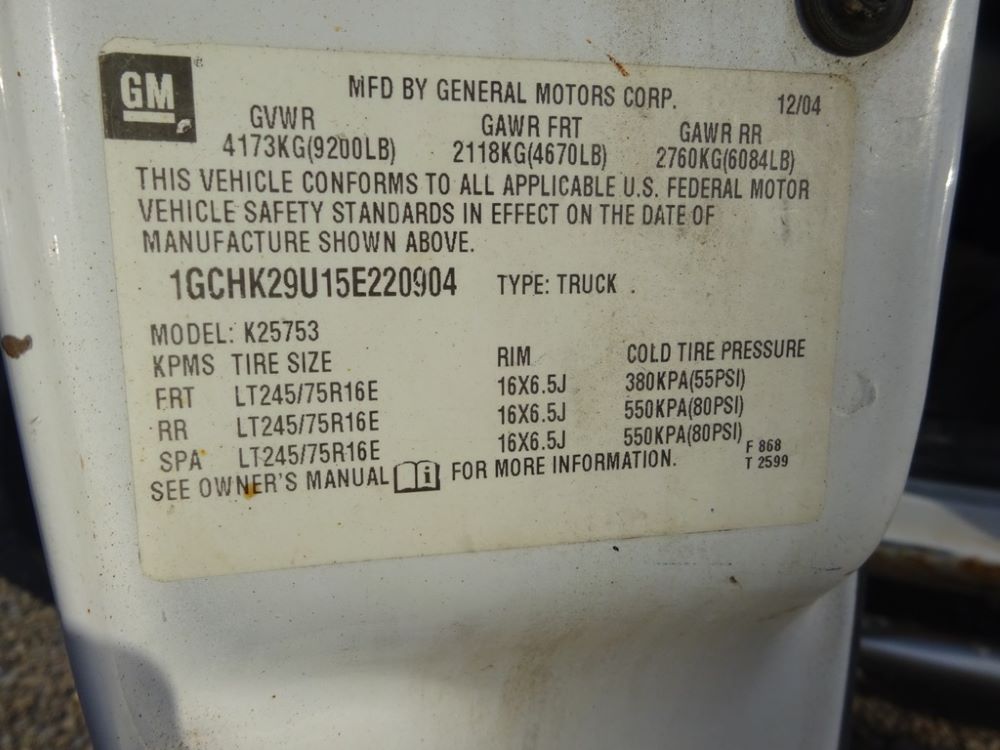 GM
MFD BY GENERAL MOTORS CORP. 12/04
GVWR GAWR FRT GAWR RR
4173KG(9200LB) 2118KG(4670LB) 2760KG(6084LB)
THIS VEHICLE CONFORMS TO ALL APPLICABLE U.S. FEDERAL MOTOR
VEHICLE SAFETY STANDARDS IN EFFECT ON THE DATE OF
MANUFACTURE SHOWN ABOVE.
1GCHK29U15E220904 TYPE: TRUCK .
MODEL: K25753
KPMS TIRE SIZE RIM COLD TIRE PRESSURE
FRT LT245/75R16E 16X6.5J 380KPA(55PSI)
RR LT245/75R16E 16X6.5J 550KPA(80PSI)
SPA LT245/75R16E 16X6.5J 550KPA(80PSI)
SEE OWNER'S MANUAL i FOR MORE INFORMATION.
F 868
T 2599